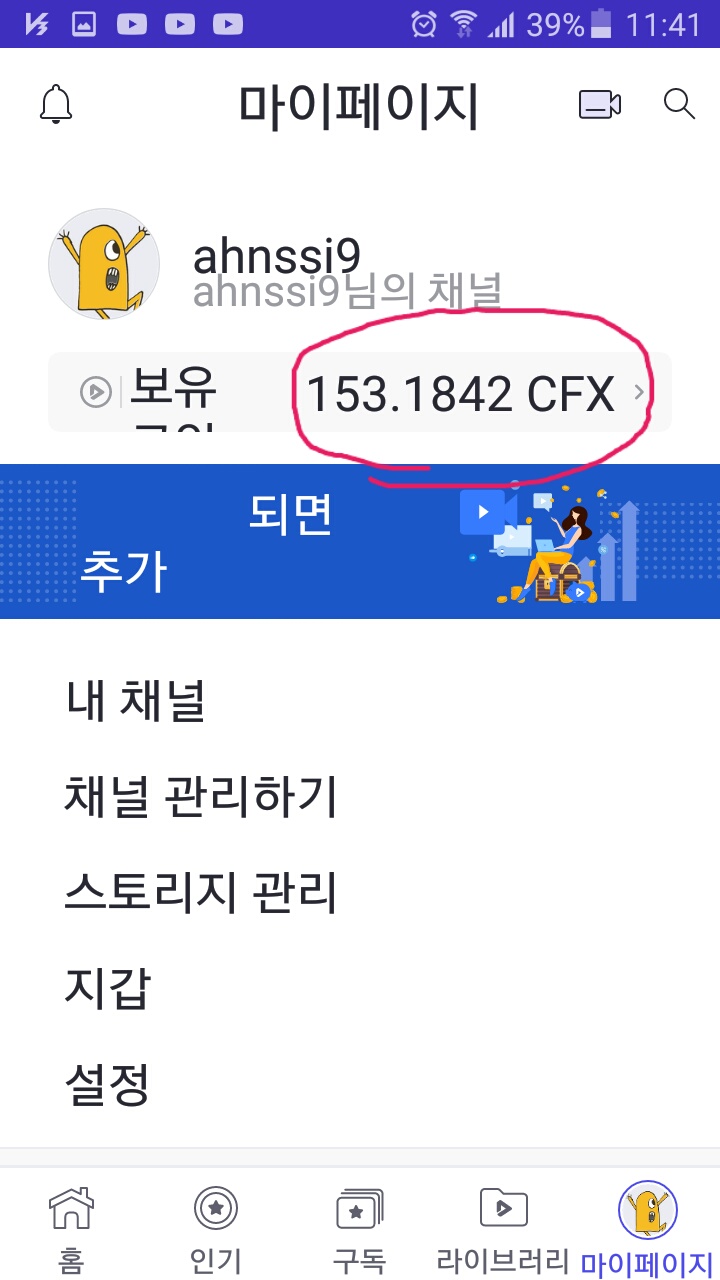 39% 11:41
마이페이지
ahnssi9
ahnssi9님의 채널
보유
153.1842 CFX
되면
추가
내 채널
채널 관리하기
스토리지 관리
지갑
설정
홈 인기 구독 라이브러리 마이페이지